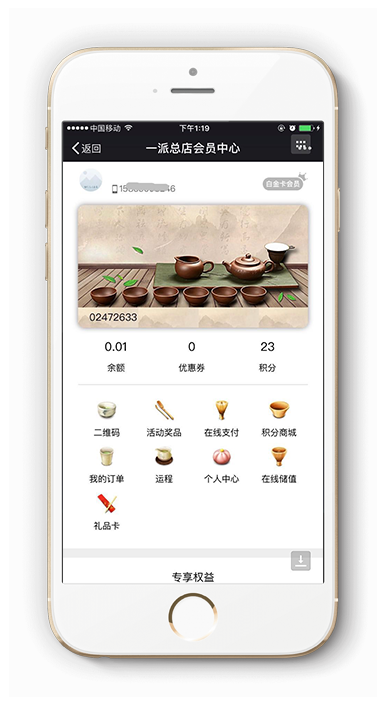 中国移动 下午1:19
返回 一派总店会员中心
白金卡会员
02472633
0.01 0 23
余额 优惠券 积分
二维码 活动奖品 在线支付 积分商城
我的订单 运程 个人中心 在线储值
礼品卡
专享权益